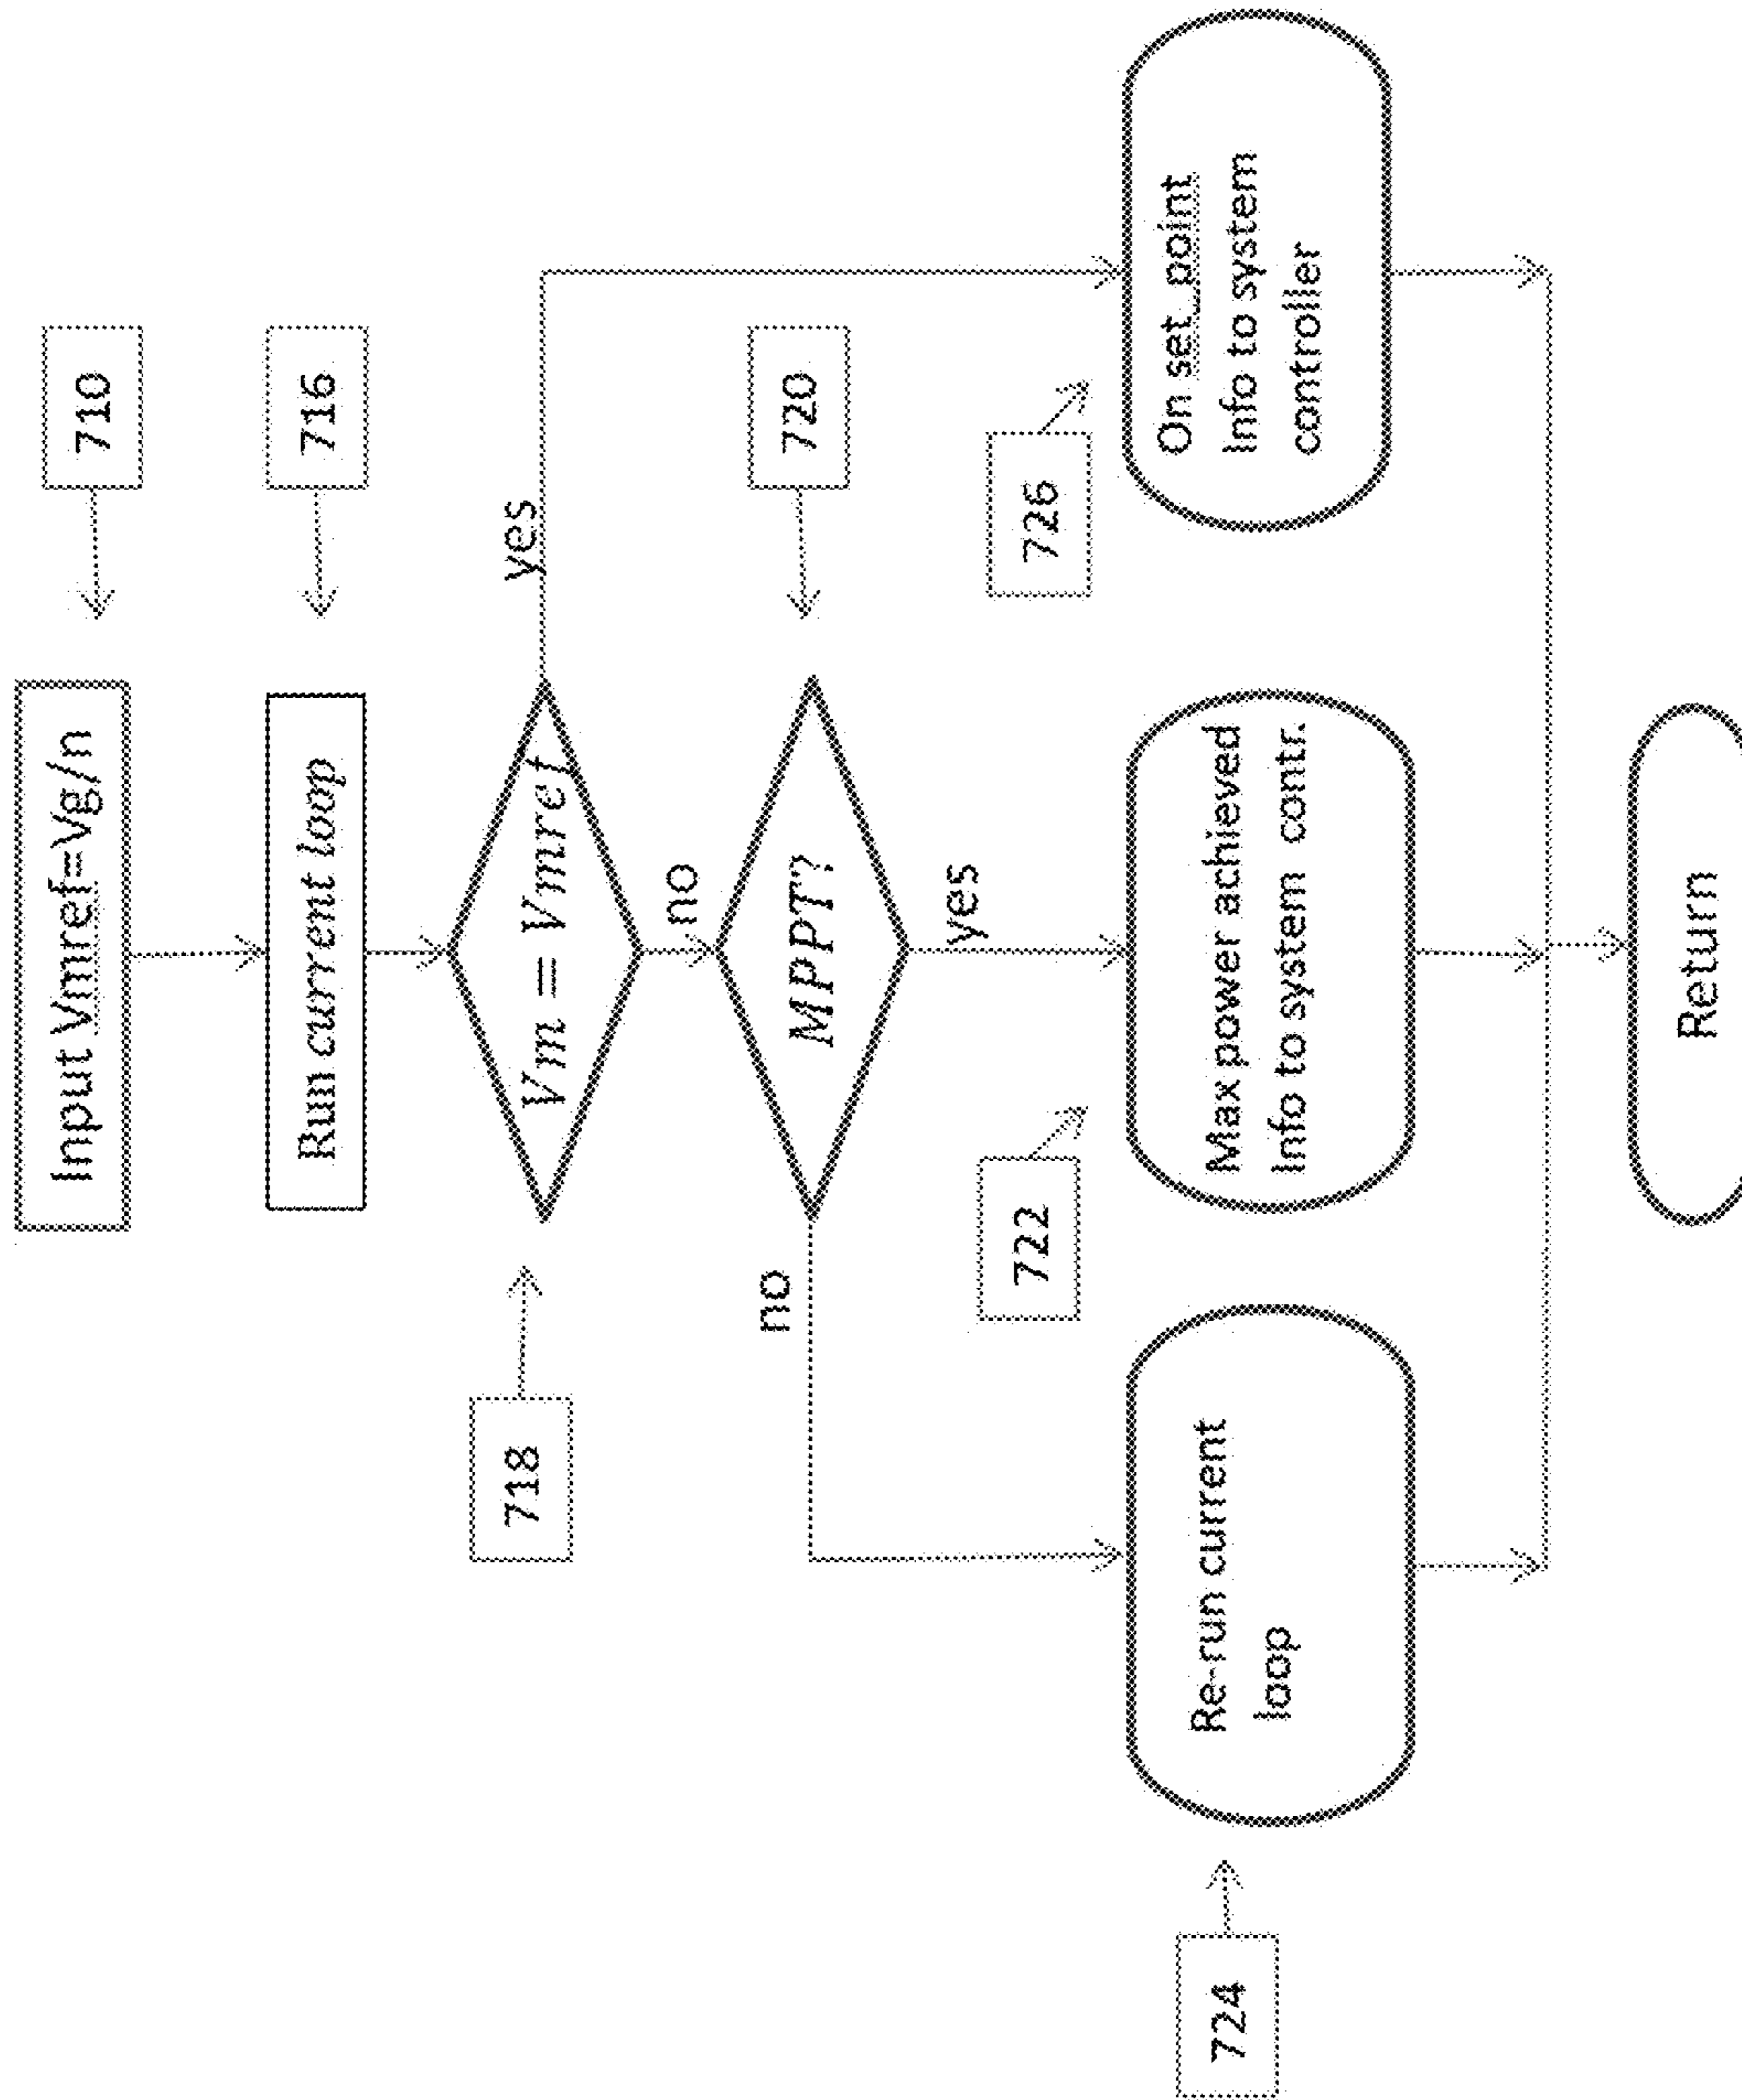 Input Vmref=Vg/n
710
Run current loop
716
Vm = Vmref
yes
718
no
MPPT?
720
no
yes
726
722
Re-run current
loop
724
Max power achieved
Info to system contr.
On set_point
Info to system
controller
Return